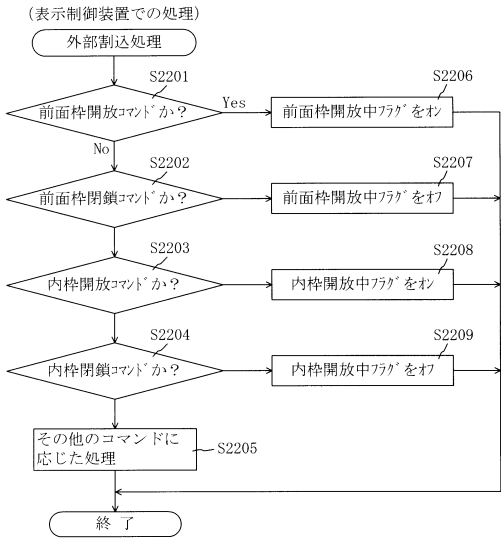 (表示制御装置での処理)
外部割込処理
S2201
前面枠開放コマンドか？
Yes
S2206
前面枠開放中フラグをオン
No
S2202
前面枠閉鎖コマンドか？
S2207
前面枠開放中フラグをオフ
S2203
内枠開放コマンドか？
S2208
内枠開放中フラグをオン
S2204
内枠閉鎖コマンドか？
S2209
内枠開放中フラグをオフ
その他のコマンドに
応じた処理
S2205
終 了